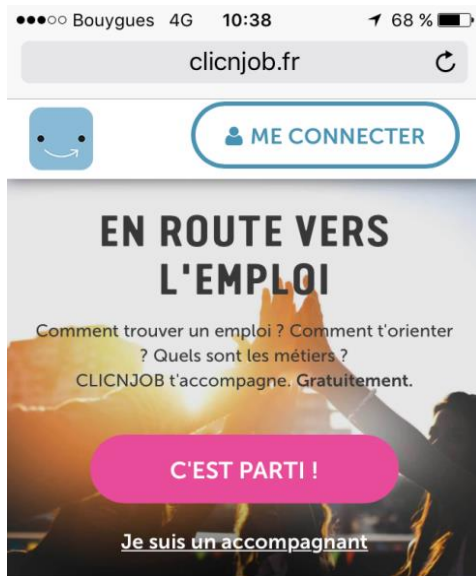 Bouygues 4G 10:38 68 %
clicnjob.fr
ME CONNECTER
EN ROUTE VERS
L'EMPLOI
Comment trouver un emploi ? Comment t'orienter
? Quels sont les métiers ?
CLICNJOB t'accompagne. Gratuitement.
C'EST PARTI !
Je suis un accompagnant